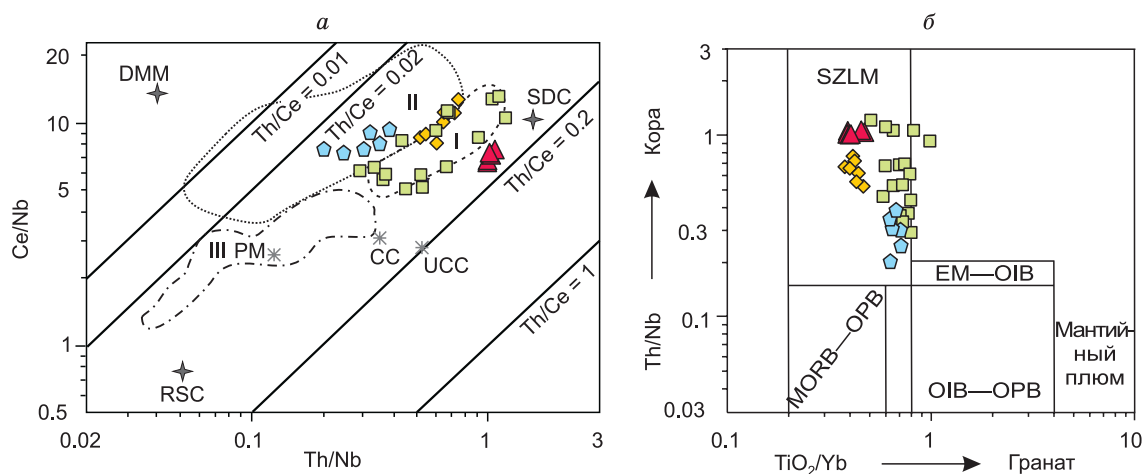 а
20
10
5
1
0.5
Ce/Nb
0.02
0.1
1
3
Th/Nb
DMM
Th/Ce = 0.01
Th/Ce = 0.02
II
I
SDC
Th/Ce = 0.2
III
PM
CC
UCC
Th/Ce = 1
RSC
б
3
1
0.3
0.1
0.03
Th/Nb
Кора
SZLM
EM—OIB
MORB—OPB
OIB—OPB
Мантий-
ный
плюм
0.1
1
10
TiO₂/Yb
Гранат